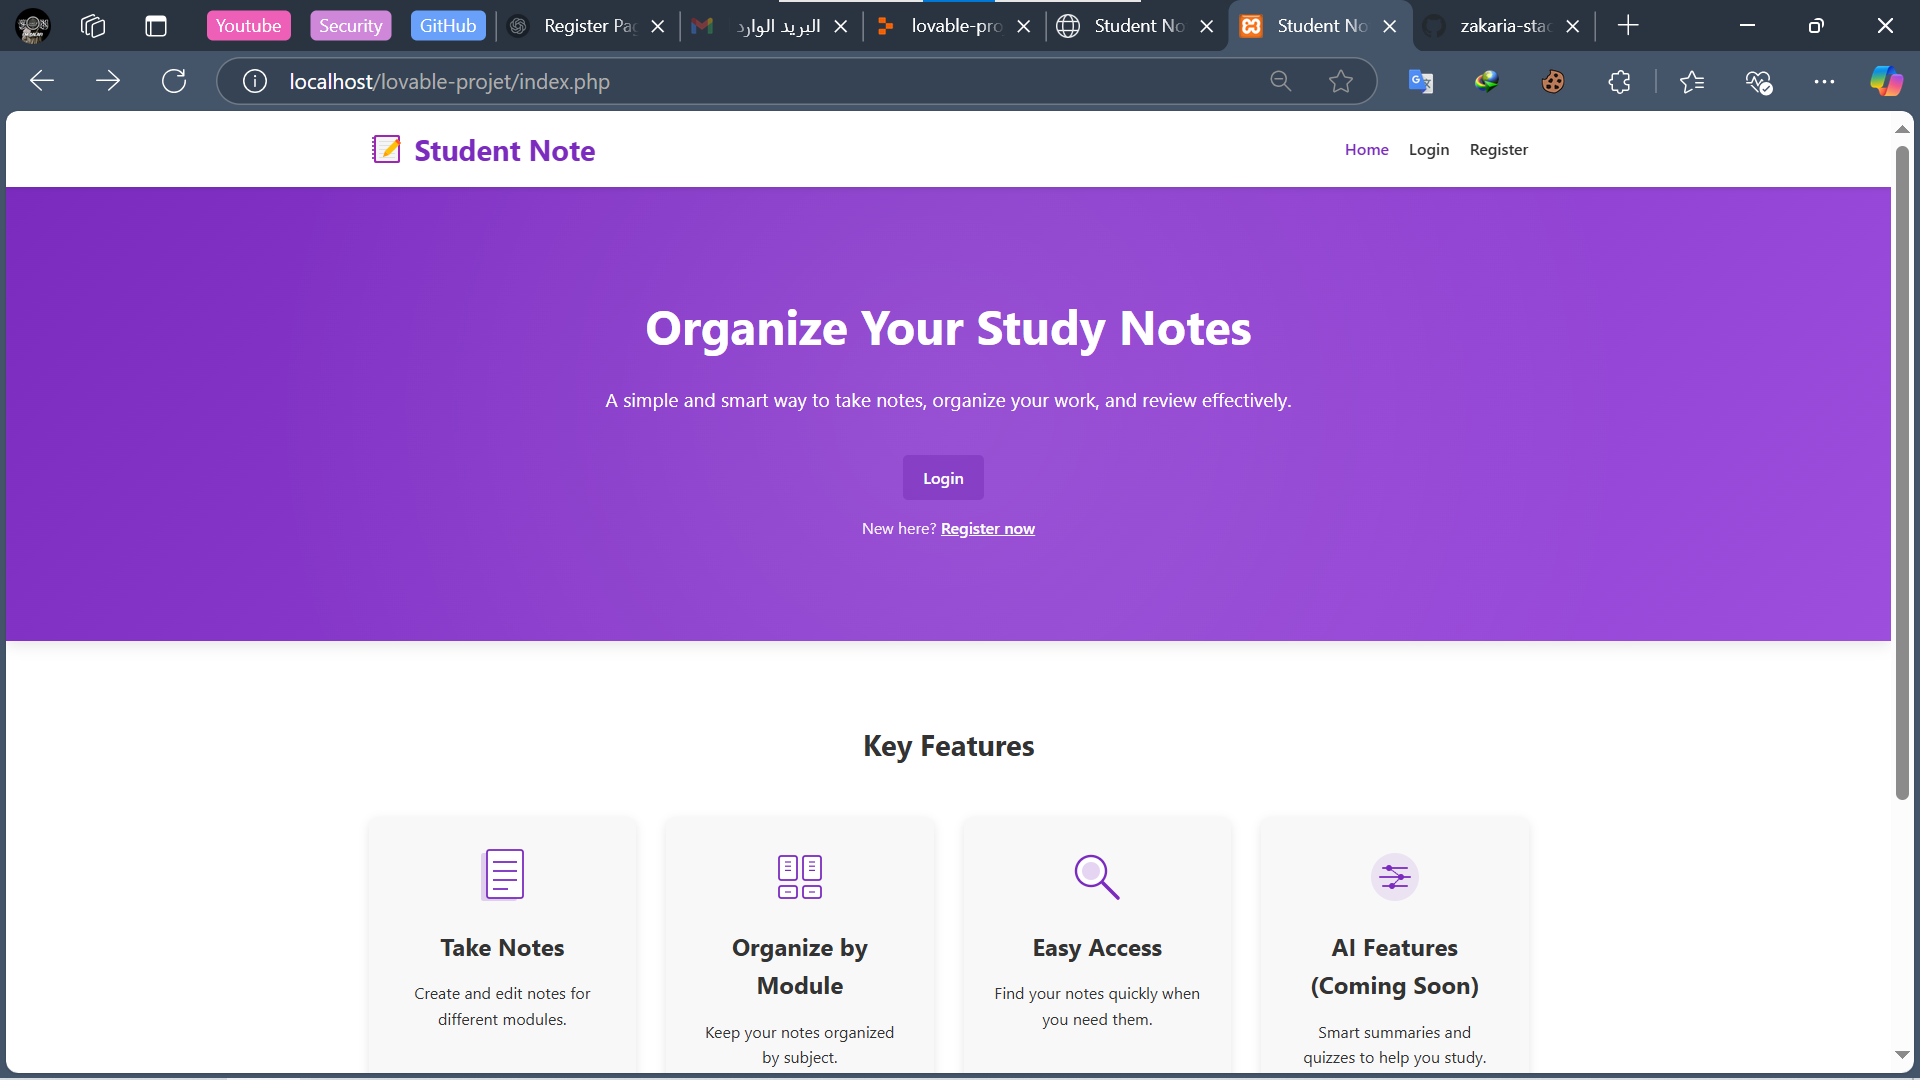 Youtube
Security
GitHub
Register Pa
البريد الوارد
lovable-pro
Student No
Student No
zakaria-stac
localhost/lovable-projet/index.php
Student Note
Home
Login
Register
Organize Your Study Notes
A simple and smart way to take notes, organize your work, and review effectively.
Login
New here? Register now
Key Features
Take Notes
Create and edit notes for
different modules.
Organize by
Module
Keep your notes organized
by subject.
Easy Access
Find your notes quickly when
you need them.
AI Features
(Coming Soon)
Smart summaries and
quizzes to help you study.